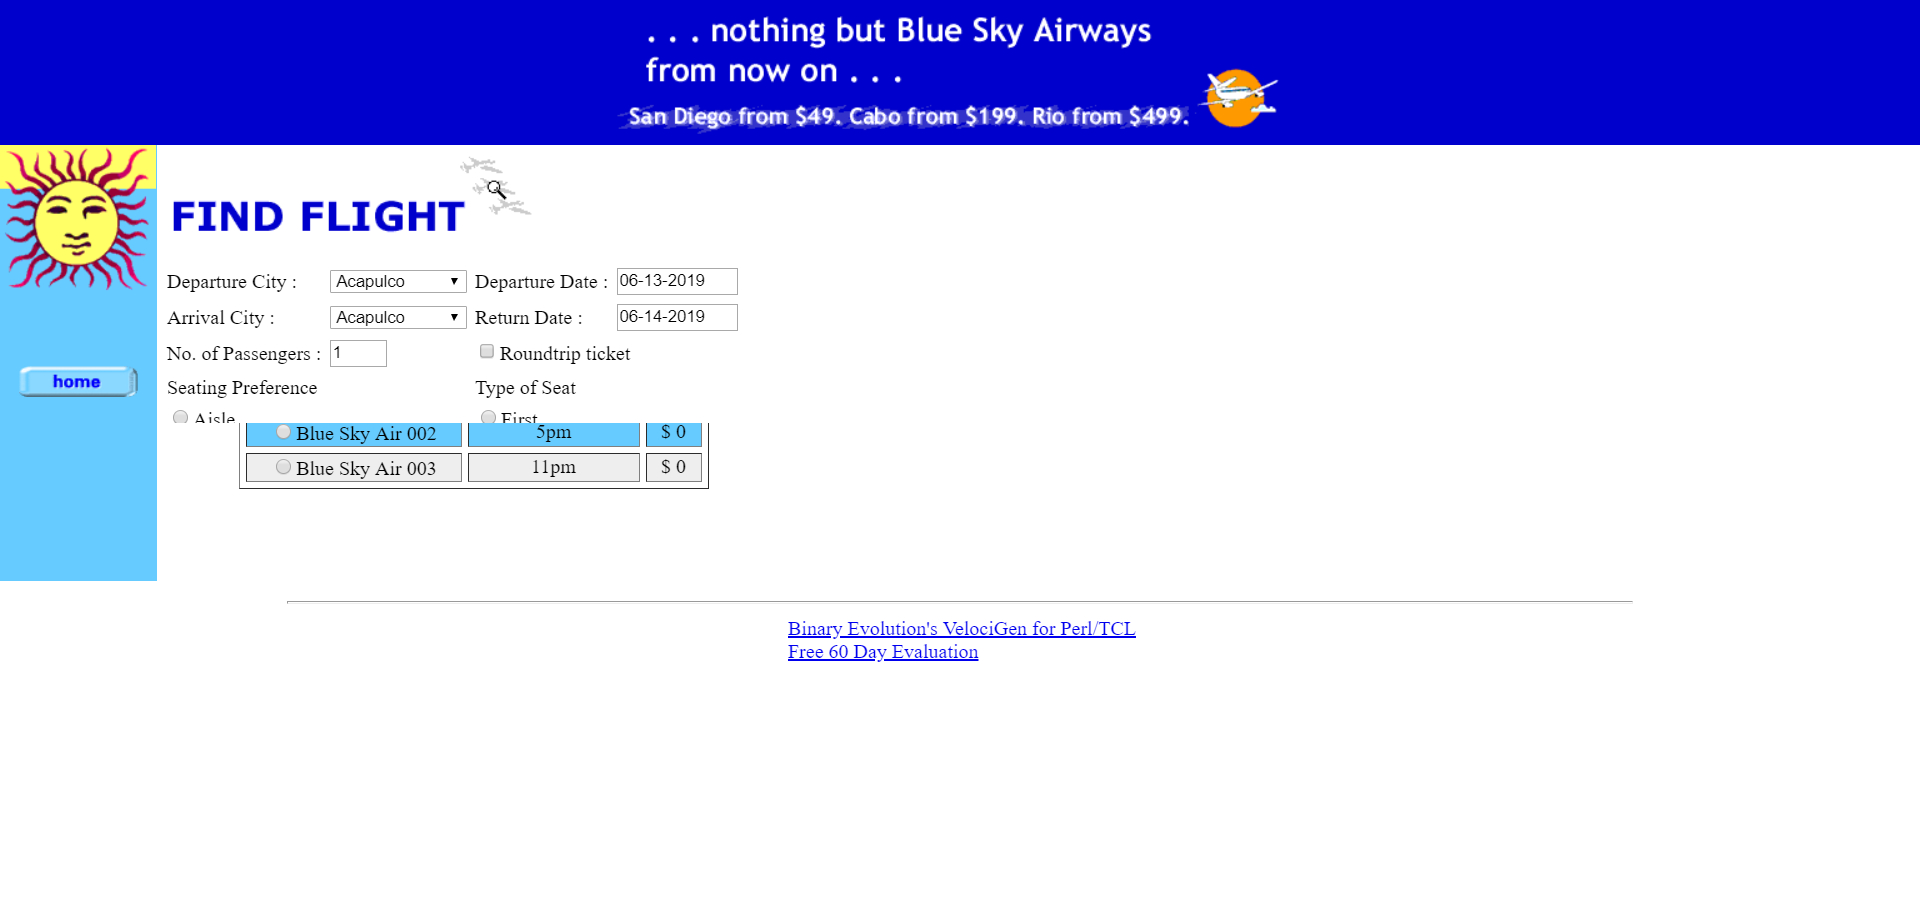 . . . nothing but Blue Sky Airways
from now on . . .
San Diego from $49. Cabo from $199. Rio from $499.
FIND FLIGHT
Departure City : Acapulco Departure Date : 06-13-2019
Arrival City : Acapulco Return Date : 06-14-2019
No. of Passengers : 1 Roundtrip ticket
home
Seating Preference Type of Seat
Aisle First
Blue Sky Air 002 5pm $ 0
Blue Sky Air 003 11pm $ 0
Binary Evolution's VelociGen for Perl/TCL
Free 60 Day Evaluation